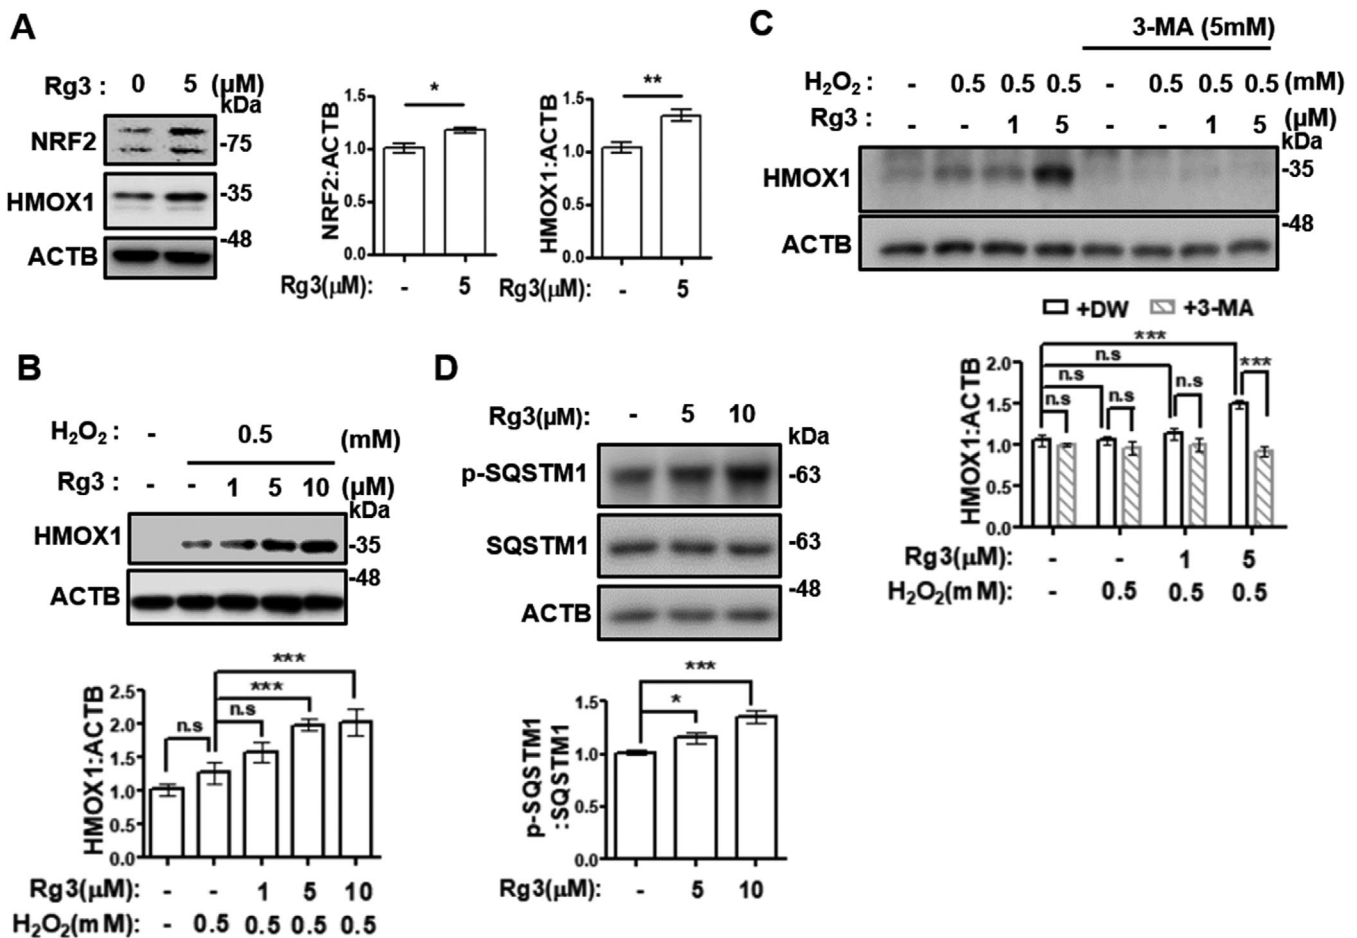 A
Rg3 : 0 5 (μM)
kDa
NRF2 -75
HMOX1 -35
-48
ACTB
*
NRF2:ACTB
1.5
1.0
0.5
0.0
Rg3(μM): - 5
**
HMOX1:ACTB
1.5
1.0
0.5
0.0
Rg3(μM): - 5
C
3-MA (5mM)
H₂O₂ : - 0.5 0.5 0.5 - 0.5 0.5 0.5 (mM)
Rg3 : - - 1 5 - - 1 5 (μM)
kDa
HMOX1 -35
-48
ACTB
+DW +3-MA
***
n.s
***
n.s
n.s
n.s
n.s
HMOX1:ACTB
2.0
1.5
1.0
0.5
0.0
Rg3(μM): - - 1 5
H₂O₂(mM): - 0.5 0.5 0.5
B
H₂O₂ : - 0.5 (mM)
Rg3 : - - 1 5 10 (μM)
kDa
HMOX1 -35
-48
ACTB
***
***
n.s
n.s
HMOX1:ACTB
2.5
2.0
1.5
1.0
0.5
0.0
Rg3(μM): - - 1 5 10
H₂O₂(mM): - 0.5 0.5 0.5 0.5
D
Rg3(μM): - 5 10
kDa
p-SQSTM1 -63
SQSTM1 -63
-48
ACTB
***
*
p-SQSTM1
:SQSTM1
1.5
1.0
0.5
0.0
Rg3(μM): - 5 10